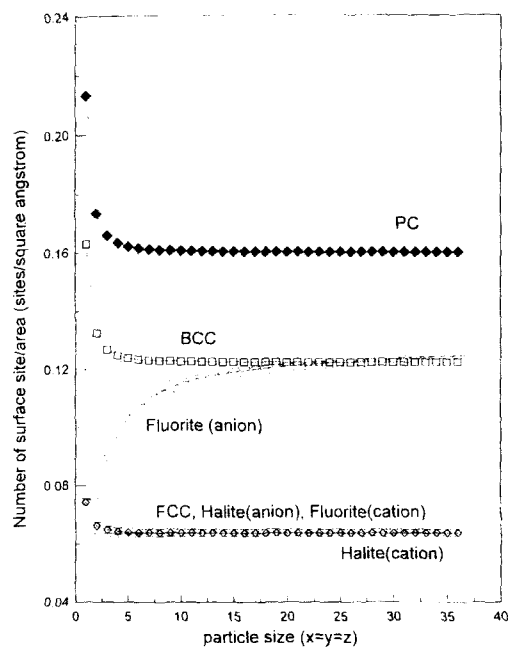 0.24
0.20
0.16
0.12
0.08
0.04
Number of surface site/area (sites/square angstrom)
PC
BCC
Fluorite (anion)
FCC, Halite(anion), Fluorite(cation)
Halite(cation)
0 5 10 15 20 25 30 35 40
particle size (x=y=z)